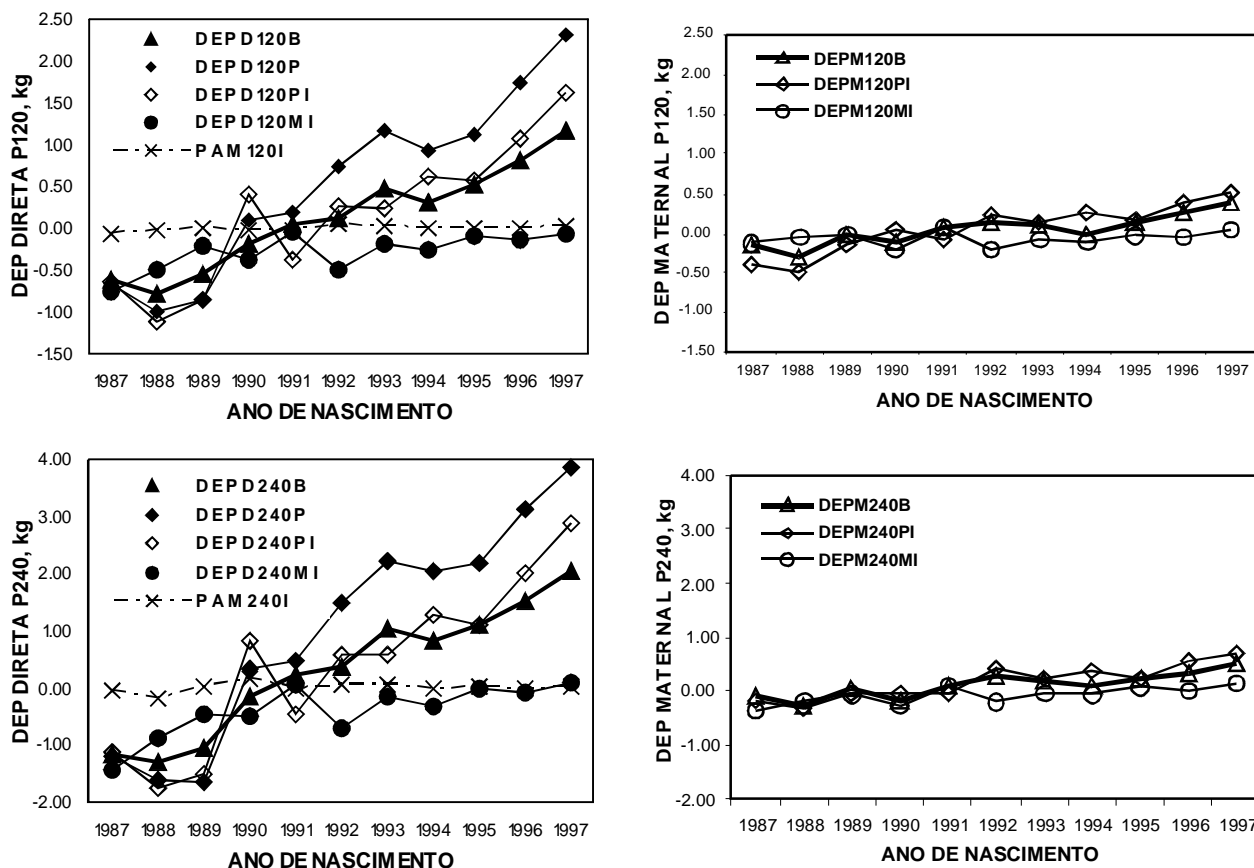 DEP DIRETA P120, kg
2.50
2.00
1.50
1.00
0.50
0.00
-0.50
-1.00
-1.50
DEPD120B
DEPD120P
DEPD120PI
DEPD120MI
PAM120I
1987 1988 1989 1990 1991 1992 1993 1994 1995 1996 1997
ANO DE NASCIMENTO
DEP MATERNAL P120, kg
2.50
2.00
1.50
1.00
0.50
0.00
-0.50
-1.00
-1.50
DEPM120B
DEPM120PI
DEPM120MI
1987 1988 1989 1990 1991 1992 1993 1994 1995 1996 1997
ANO DE NASCIMENTO
DEP DIRETA P240, kg
4.00
3.00
2.00
1.00
0.00
-1.00
-2.00
DEPD240B
DEPD240P
DEPD240PI
DEPD240MI
PAM240I
1987 1988 1989 1990 1991 1992 1993 1994 1995 1996 1997
ANO DE NASCIMENTO
DEP MATERNAL P240, kg
4.00
3.00
2.00
1.00
0.00
-1.00
-2.00
DEPM240B
DEPM240PI
DEPM240MI
1987 1988 1989 1990 1991 1992 1993 1994 1995 1996 1997
ANO DE NASCIMENTO